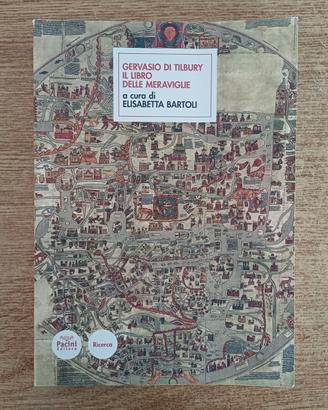 GERVASIO DI TILBURY
IL LIBRO
DELLE MERAVIGLIE
a cura di
ELISABETTA BARTOLI
Pacini
Editore
Ricerca